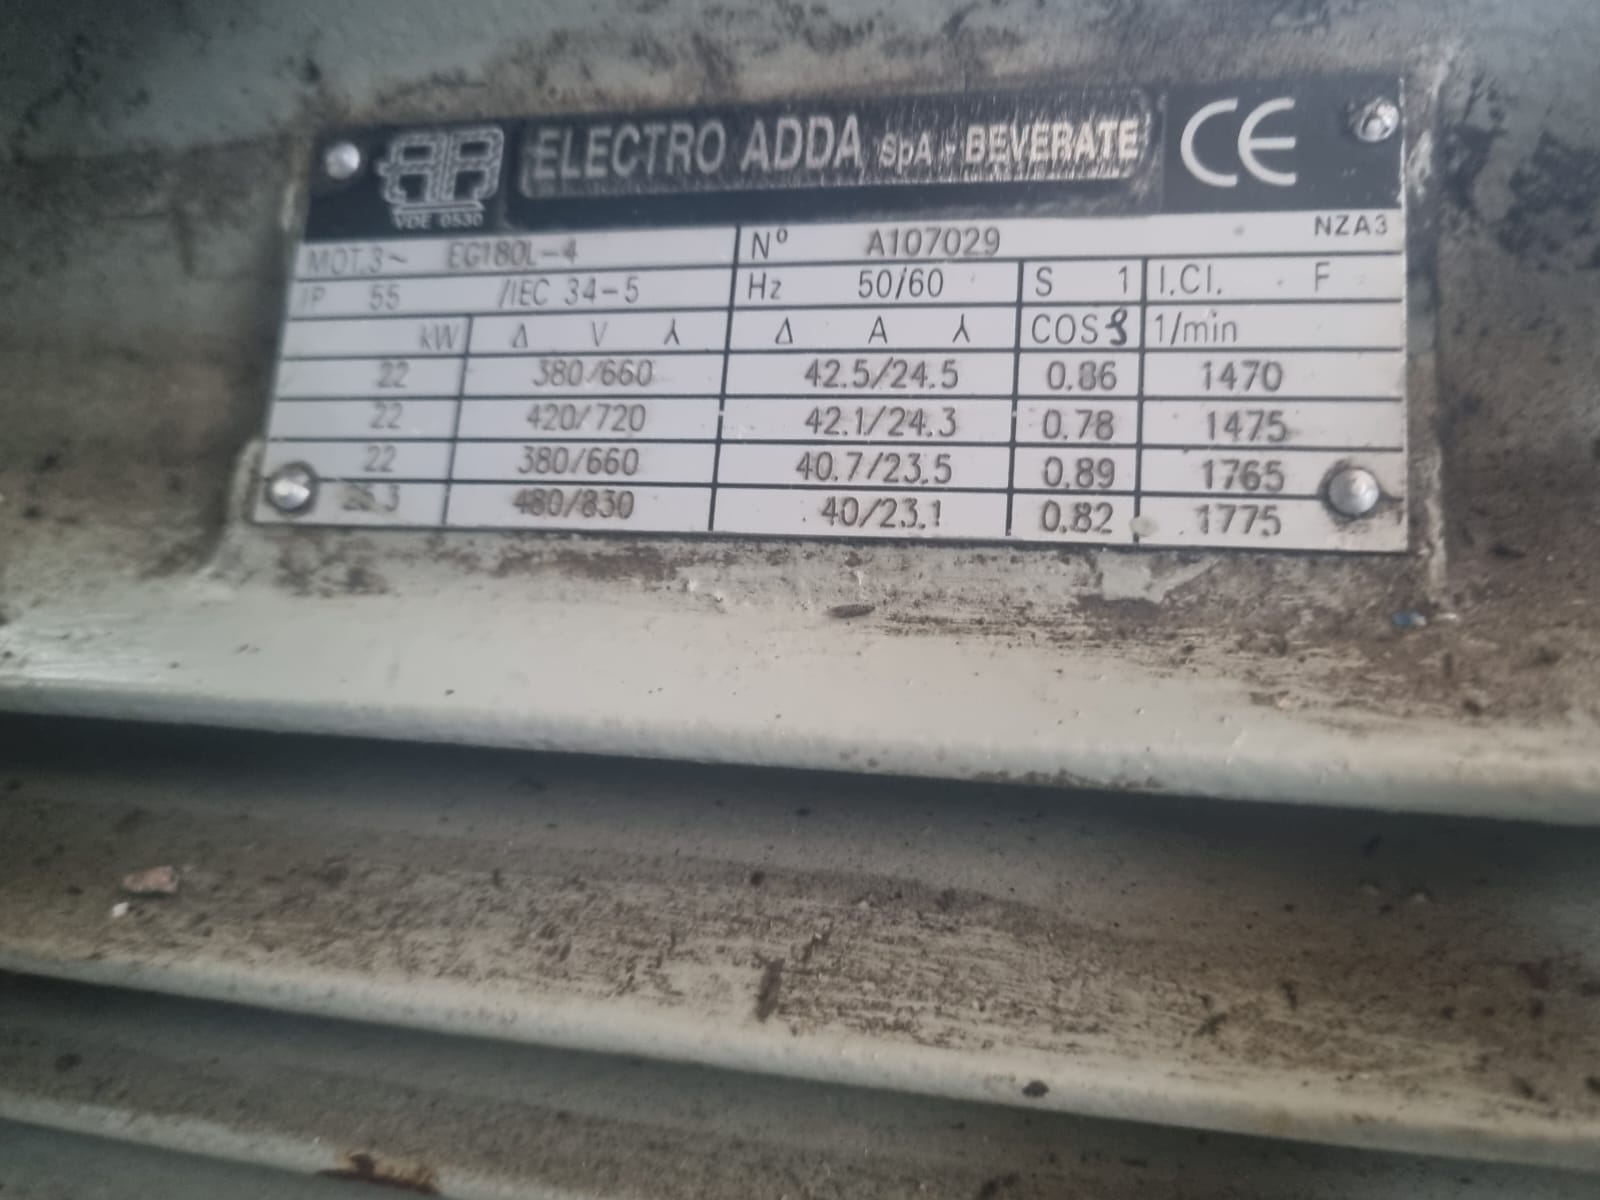 ELECTRO ADDA SpA - BEVERATE CE
VDE 0530
NZA3
MOT. 3~ EG180L-4 Nº A107029
IP 55 /IEC 34-5 Hz 50/60 S 1 I.Cl. F
kW Δ V λ Δ A λ COSφ 1/min
22 380/660 42.5/24.5 0.86 1470
22 420/720 42.1/24.3 0.78 1475
22 380/660 40.7/23.5 0.89 1765
480/830 40/23.1 0.82 1775